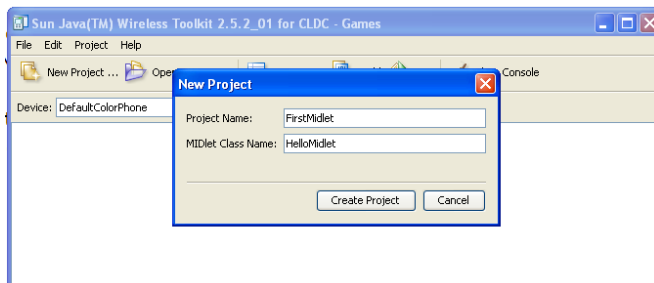 Sun Java(TM) Wireless Toolkit 2.5.2_01 for CLDC - Games
File Edit Project Help
New Project ... Console
New Project
Device: DefaultColorPhone
Project Name: FirstMidlet
MIDlet Class Name: HelloMidlet
Create Project Cancel